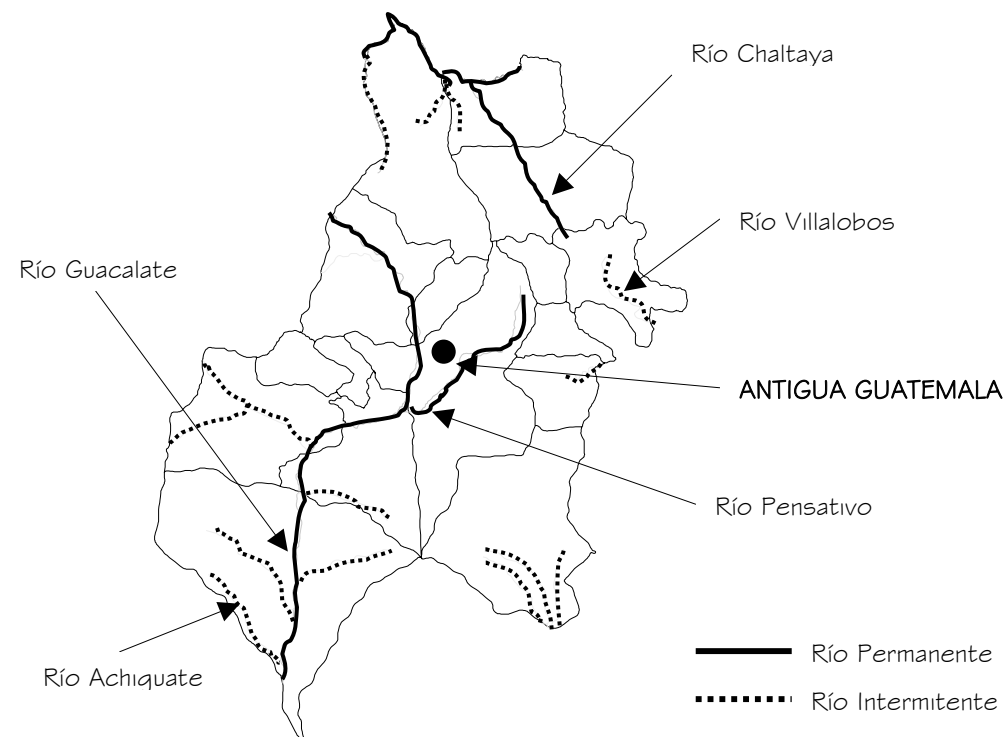 Río Chaltaya
Río Villalobos
Río Guacalate
ANTIGUA GUATEMALA
Río Pensativo
Río Achiquate
Río Permanente
Río Intermitente